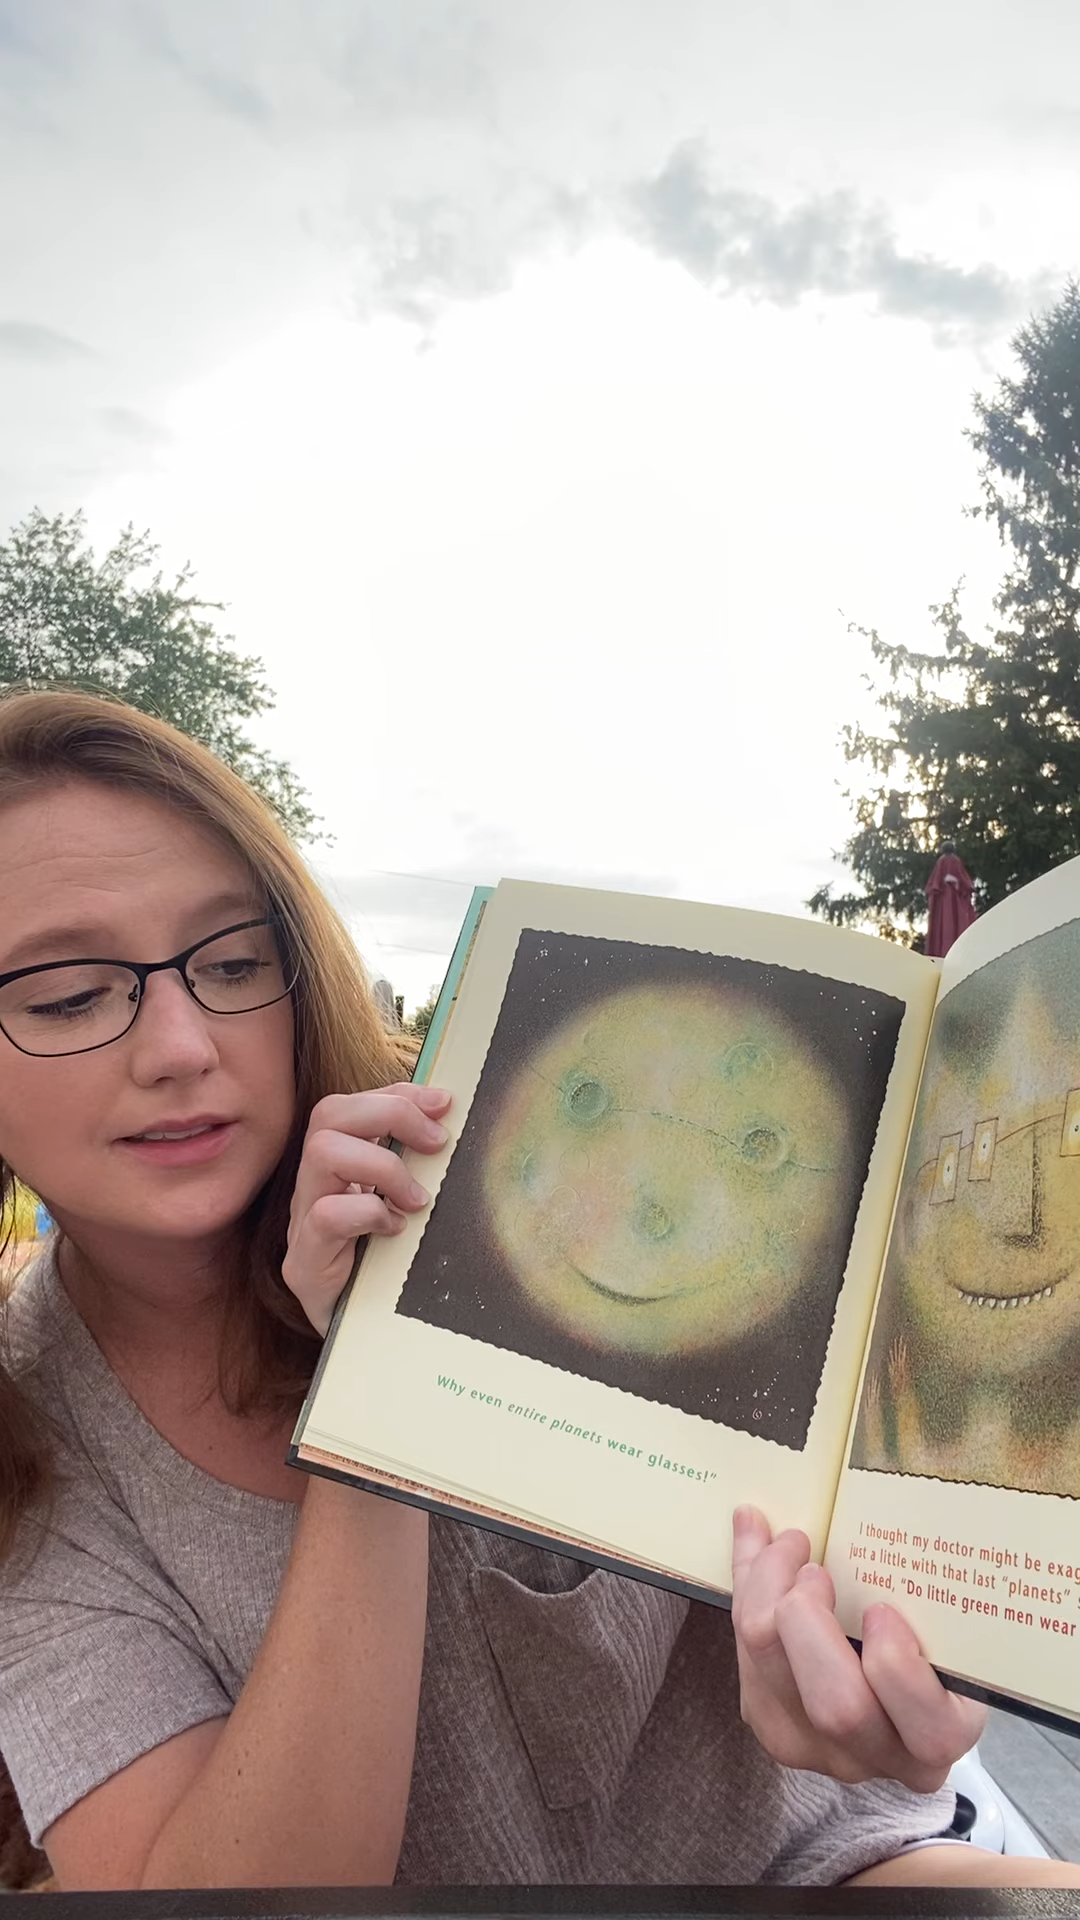 Why even entire planets wear glasses!"
I thought my doctor might be
just a little with that last "planets"
I asked, "Do little green men wear